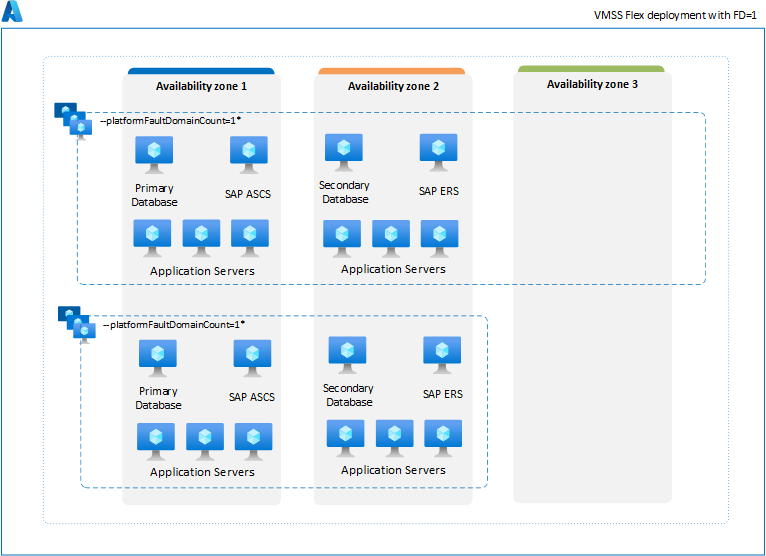 VMSS Flex deployment with FD=1
Availability zone 1
Availability zone 2
Availability zone 3
--platformFaultDomainCount=1*
Primary
Database
SAP ASCS
Secondary
Database
SAP ERS
Application Servers
Application Servers
--platformFaultDomainCount=1*
Primary
Database
SAP ASCS
Secondary
Database
SAP ERS
Application Servers
Application Servers